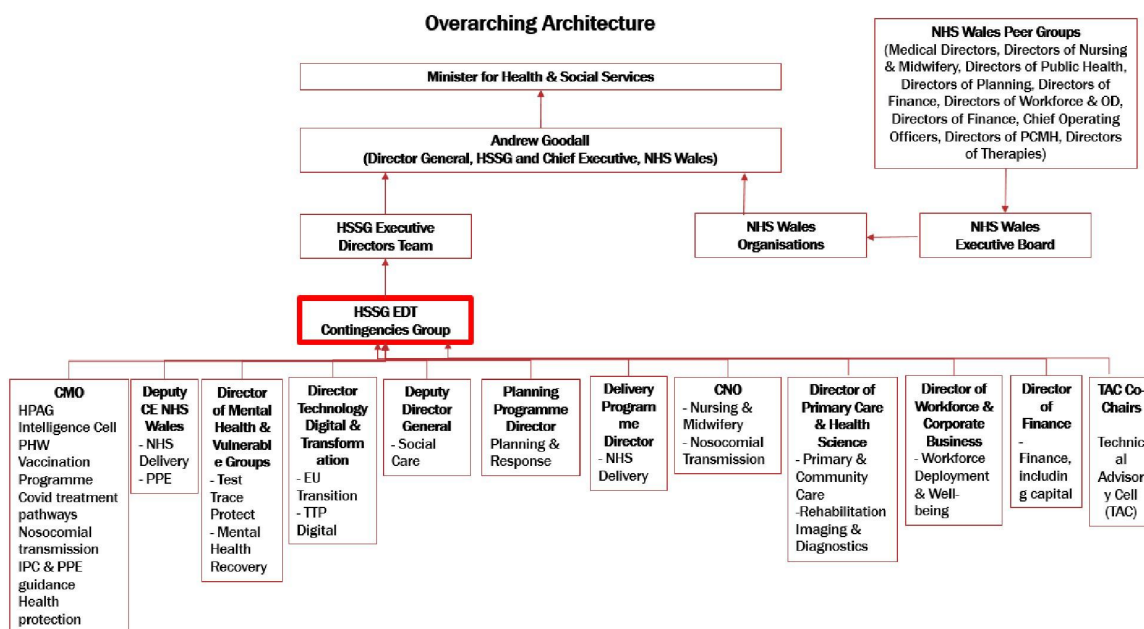 Overarching Architecture
NHS Wales Peer Groups
(Medical Directors, Directors of Nursing
& Midwifery, Directors of Public Health,
Directors of Planning, Directors of
Finance, Directors of Workforce & OD,
Directors of Finance, Chief Operating
Officers, Directors of PCMH, Directors
of Therapies)
Minister for Health & Social Services
Andrew Goodall
(Director General, HSSG and Chief Executive, NHS Wales)
HSSG Executive
Directors Team
NHS Wales
Organisations
NHS Wales
Executive Board
HSSG EDT
Contingencies Group
CMO
HPAG
Intelligence Cell
PHW
Vaccination
Programme
Covid treatment
pathways
Nosocomial
transmission
IPC & PPE
guidance
Health
protection
Deputy
CE NHS
Wales
- NHS
Delivery
- PPE
Director
of Mental
Health &
Vulnerabl
e Groups
- Test
Trace
Protect
- Mental
Health
Recovery
Director
Technology
Digital &
Transform
ation
- EU
Transition
- TTP
Digital
Deputy
Director
General
- Social
Care
Planning
Programme
Director
Planning &
Response
Delivery
Program
me
Director
- NHS
Delivery
CNO
- Nursing &
Midwifery
- Nosocomial
Transmission
Director of
Primary Care
& Health
Science
- Primary &
Community
Care
-Rehabilitation
Imaging &
Diagnostics
Director of
Workforce &
Corporate
Business
- Workforce
Deployment
& Well-
being
Director
of
Finance
-
Finance,
includin
g capital
TAC Co-
Chairs
-
Technic
al
Advisor
y Cell
(TAC)